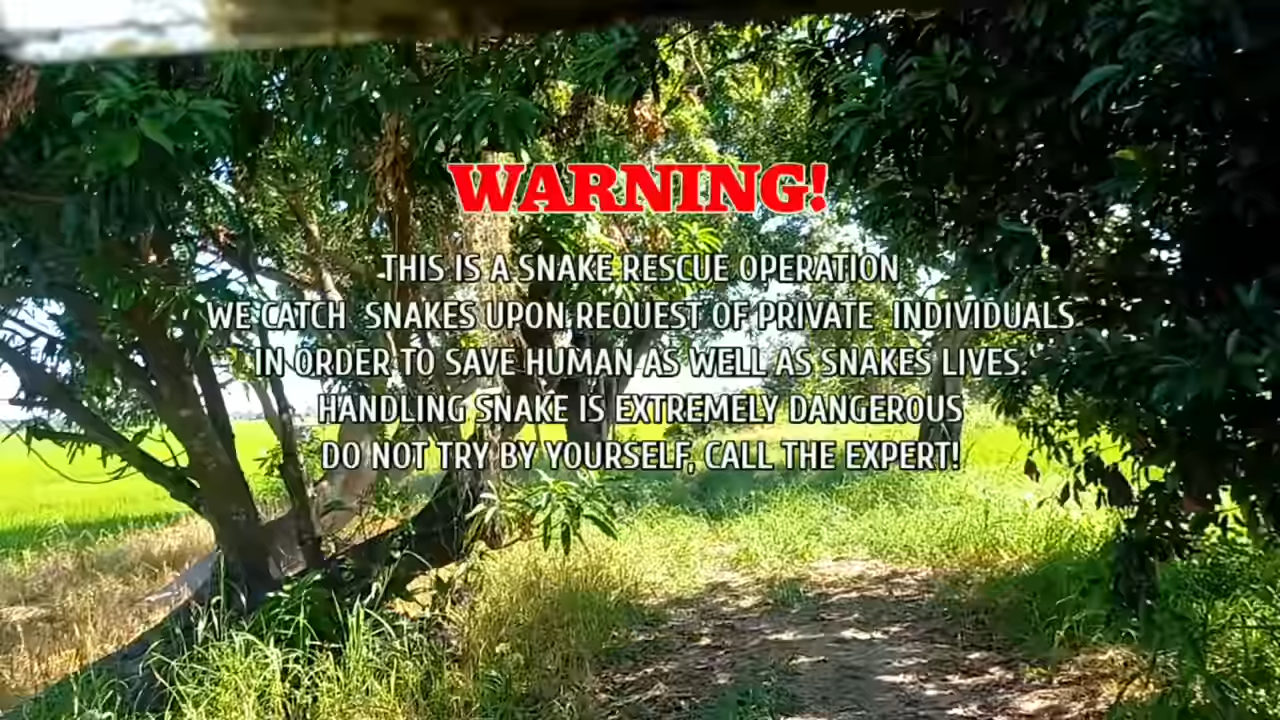 WARNING!
THIS IS A SNAKE RESCUE OPERATION
WE CATCH SNAKES UPON REQUEST OF PRIVATE INDIVIDUALS
IN ORDER TO SAVE HUMAN AS WELL AS SNAKES LIVES.
HANDLING SNAKE IS EXTREMELY DANGEROUS
DO NOT TRY BY YOURSELF, CALL THE EXPERT!